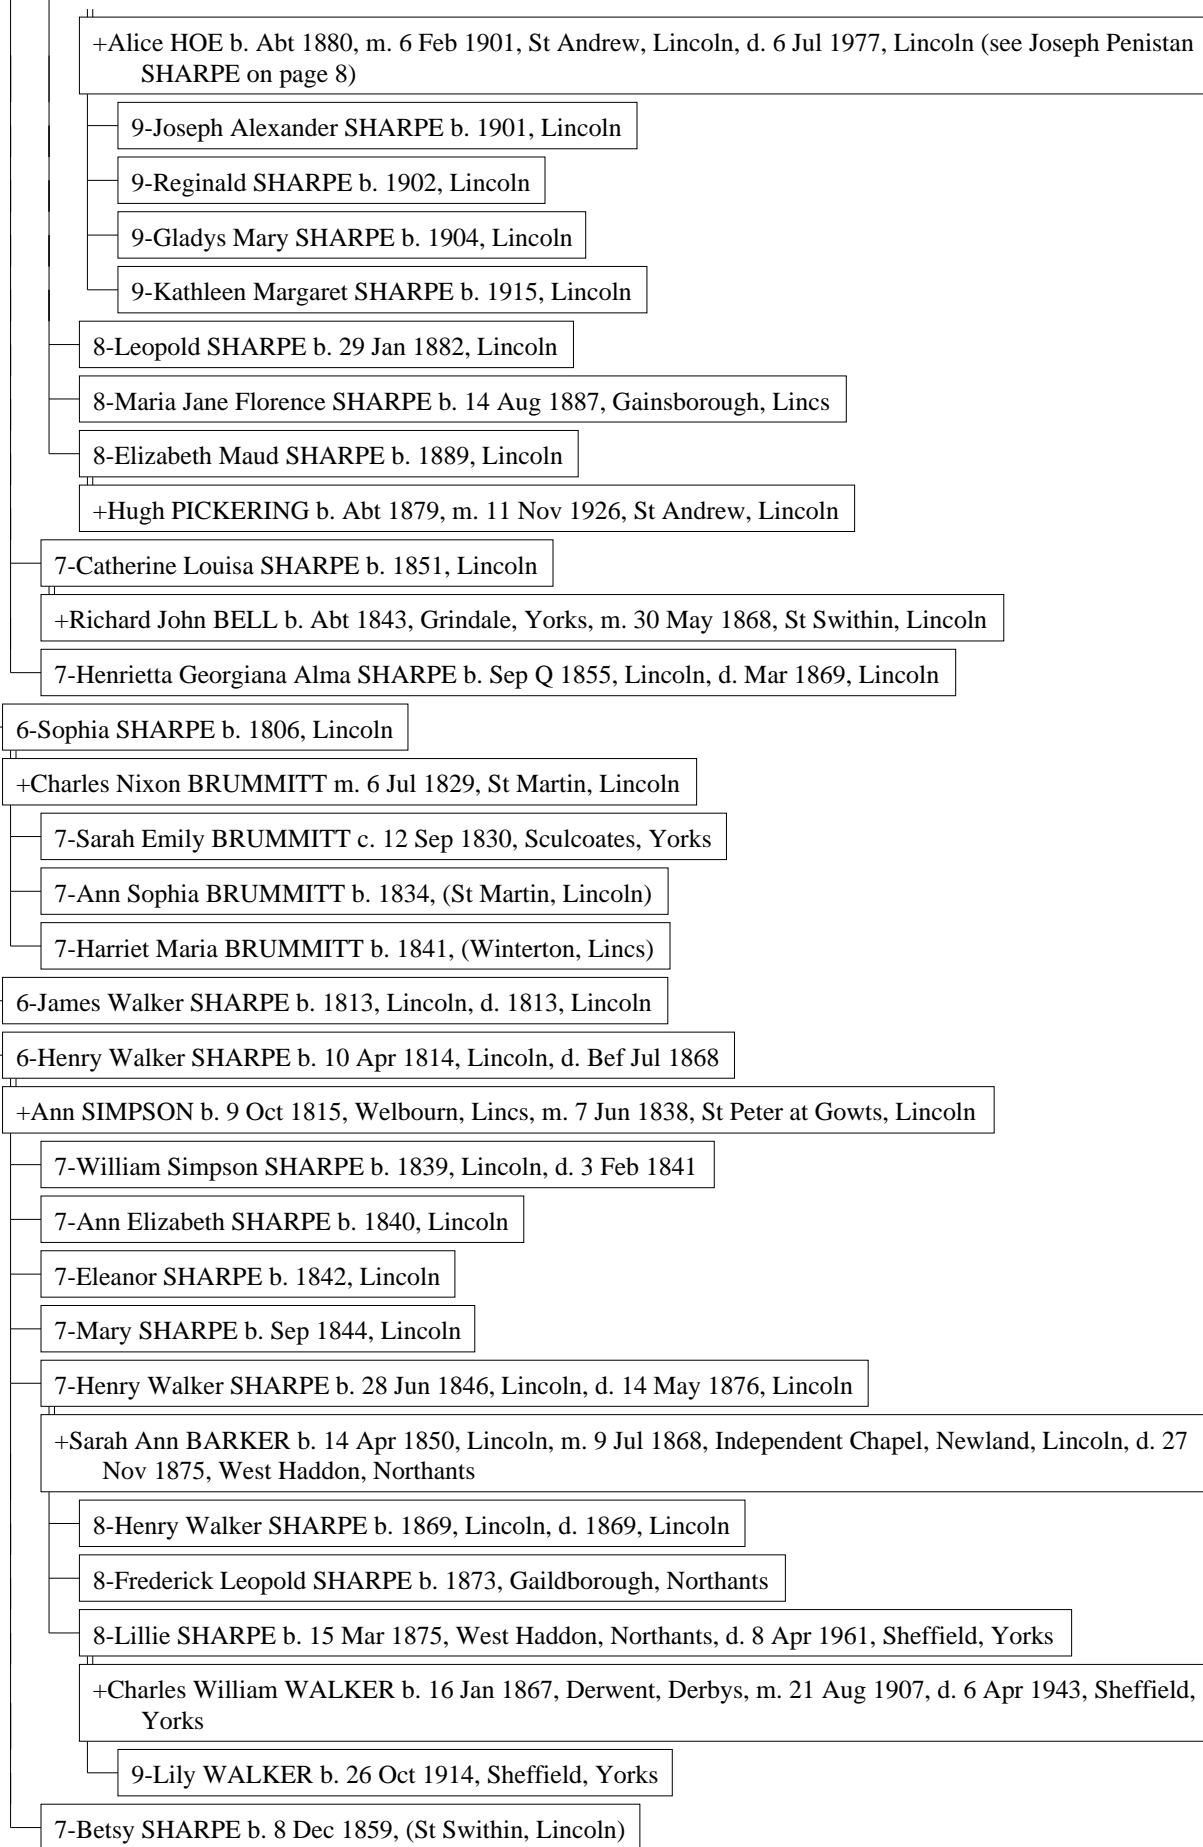 +Alice HOE b. Abt 1880, m. 6 Feb 1901, St Andrew, Lincoln, d. 6 Jul 1977, Lincoln (see Joseph Penistan
SHARPE on page 8)
9-Joseph Alexander SHARPE b. 1901, Lincoln
9-Reginald SHARPE b. 1902, Lincoln
9-Gladys Mary SHARPE b. 1904, Lincoln
9-Kathleen Margaret SHARPE b. 1915, Lincoln
8-Leopold SHARPE b. 29 Jan 1882, Lincoln
8-Maria Jane Florence SHARPE b. 14 Aug 1887, Gainsborough, Lincs
8-Elizabeth Maud SHARPE b. 1889, Lincoln
+Hugh PICKERING b. Abt 1879, m. 11 Nov 1926, St Andrew, Lincoln
7-Catherine Louisa SHARPE b. 1851, Lincoln
+Richard John BELL b. Abt 1843, Grindale, Yorks, m. 30 May 1868, St Swithin, Lincoln
7-Henrietta Georgiana Alma SHARPE b. Sep Q 1855, Lincoln, d. Mar 1869, Lincoln
6-Sophia SHARPE b. 1806, Lincoln
+Charles Nixon BRUMMITT m. 6 Jul 1829, St Martin, Lincoln
7-Sarah Emily BRUMMITT c. 12 Sep 1830, Sculcoates, Yorks
7-Ann Sophia BRUMMITT b. 1834, (St Martin, Lincoln)
7-Harriet Maria BRUMMITT b. 1841, (Winterton, Lincs)
6-James Walker SHARPE b. 1813, Lincoln, d. 1813, Lincoln
6-Henry Walker SHARPE b. 10 Apr 1814, Lincoln, d. Bef Jul 1868
+Ann SIMPSON b. 9 Oct 1815, Welbourn, Lincs, m. 7 Jun 1838, St Peter at Gowts, Lincoln
7-William Simpson SHARPE b. 1839, Lincoln, d. 3 Feb 1841
7-Ann Elizabeth SHARPE b. 1840, Lincoln
7-Eleanor SHARPE b. 1842, Lincoln
7-Mary SHARPE b. Sep 1844, Lincoln
7-Henry Walker SHARPE b. 28 Jun 1846, Lincoln, d. 14 May 1876, Lincoln
+Sarah Ann BARKER b. 14 Apr 1850, Lincoln, m. 9 Jul 1868, Independent Chapel, Newland, Lincoln, d. 27
Nov 1875, West Haddon, Northants
8-Henry Walker SHARPE b. 1869, Lincoln, d. 1869, Lincoln
8-Frederick Leopold SHARPE b. 1873, Gaildborough, Northants
8-Lillie SHARPE b. 15 Mar 1875, West Haddon, Northants, d. 8 Apr 1961, Sheffield, Yorks
+Charles William WALKER b. 16 Jan 1867, Derwent, Derbys, m. 21 Aug 1907, d. 6 Apr 1943, Sheffield,
Yorks
9-Lily WALKER b. 26 Oct 1914, Sheffield, Yorks
7-Betsy SHARPE b. 8 Dec 1859, (St Swithin, Lincoln)